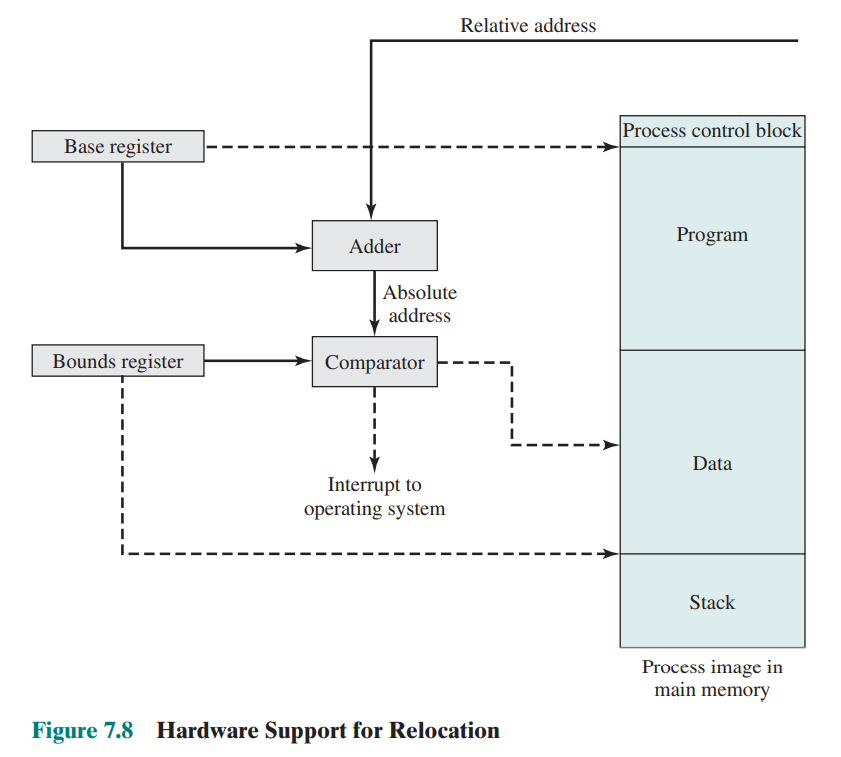 Relative address
Process control block
Base register
Program
Adder
Absolute
address
Bounds register
Comparator
Data
Interrupt to
operating system
Stack
Process image in
main memory
Figure 7.8 Hardware Support for Relocation